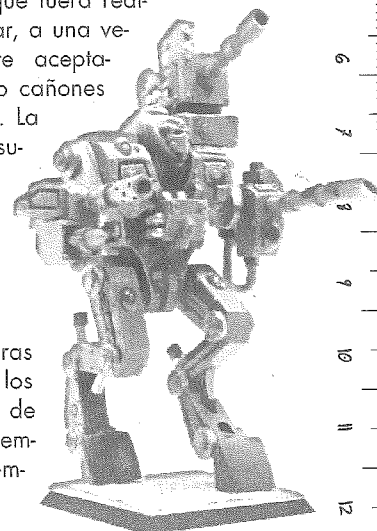 que fuera reali-
ar, a una ve-
re acepta-
o cañones
. La
su-
ras
los
de
em-
em-
6
7
8
9
10
11
12